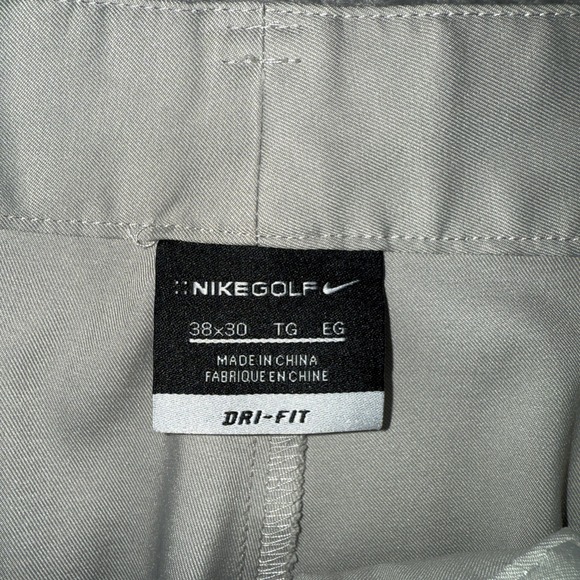 NIKEGOLF
38x30 TG EG
MADE IN CHINA
FABRIQUE EN CHINE
DRI-FIT